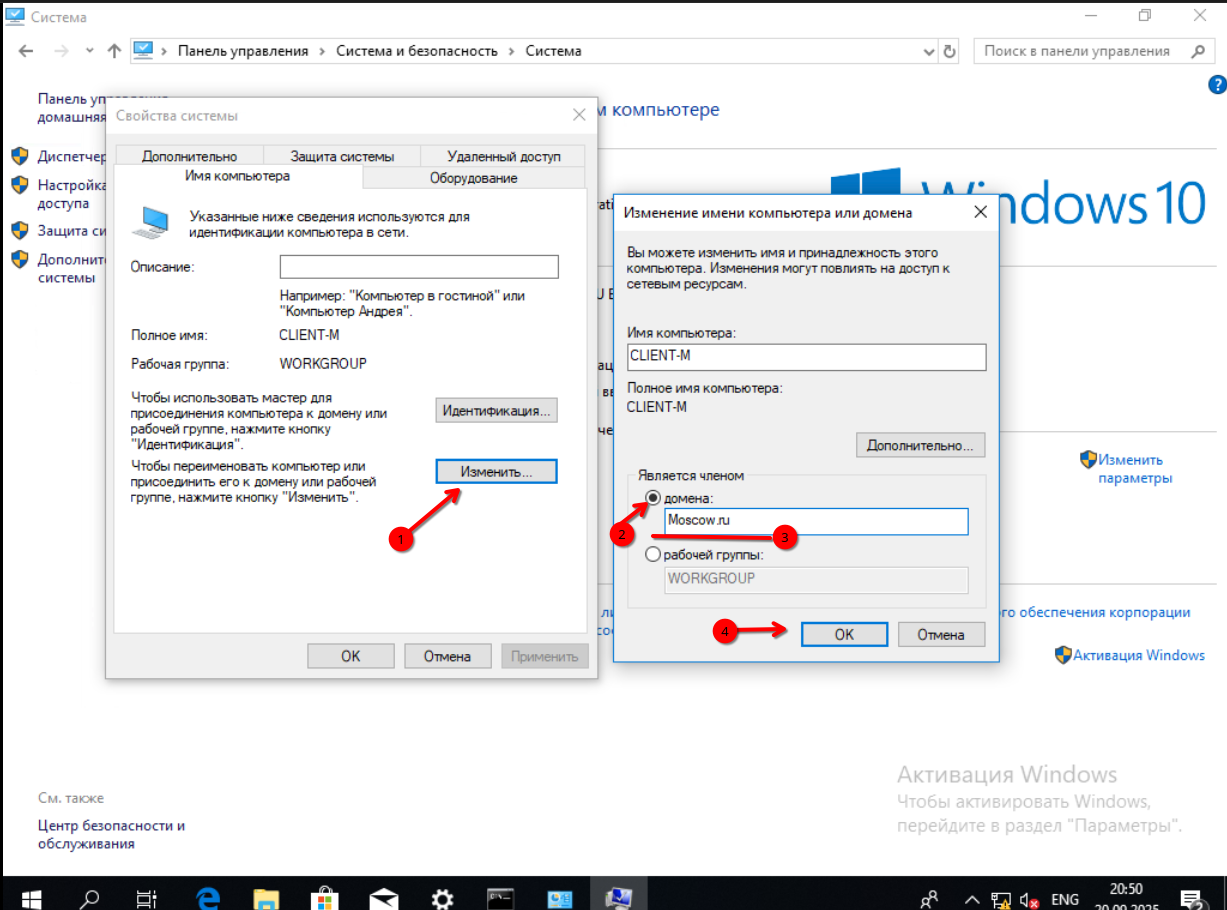 Система
Панель управления › Система и безопасность › Система
Поиск в панели управления
?
Панель
домашняя
м компьютере
Диспетчер
Настройка
доступа
Защита
Дополнит
системы
Windows 10
Свойства системы
Дополнительно
Защита системы
Удаленный доступ
Имя компьютера
Оборудование
Указанные ниже сведения используются для
идентификации компьютера в сети.
Описание:
Например: "Компьютер в гостиной" или
"Компьютер Андрея".
Полное имя:
CLIENT-M
Рабочая группа:
WORKGROUP
Чтобы использовать мастер для
присоединения компьютера к домену или
рабочей группе, нажмите кнопку
"Идентификация".
Идентификация...
Чтобы переименовать компьютер или
присоединить его к домену или рабочей
группе, нажмите кнопку "Изменить".
Изменить...
1
OK
Отмена
Применить
Изменение имени компьютера или домена
Вы можете изменить имя и принадлежность этого
компьютера. Изменения могут повлиять на доступ к
сетевым ресурсам.
Имя компьютера:
CLIENT-M
Полное имя компьютера:
CLIENT-M
Дополнительно...
Является членом
домена:
Moscow.ru
2
3
рабочей группы:
WORKGROUP
4
OK
Отмена
Изменить
параметры
го обеспечения корпорации
Активация Windows
Активация Windows
Чтобы активировать Windows,
перейдите в раздел "Параметры".
См. также
Центр безопасности и
обслуживания
ENG
20:50
20.09.2025
2